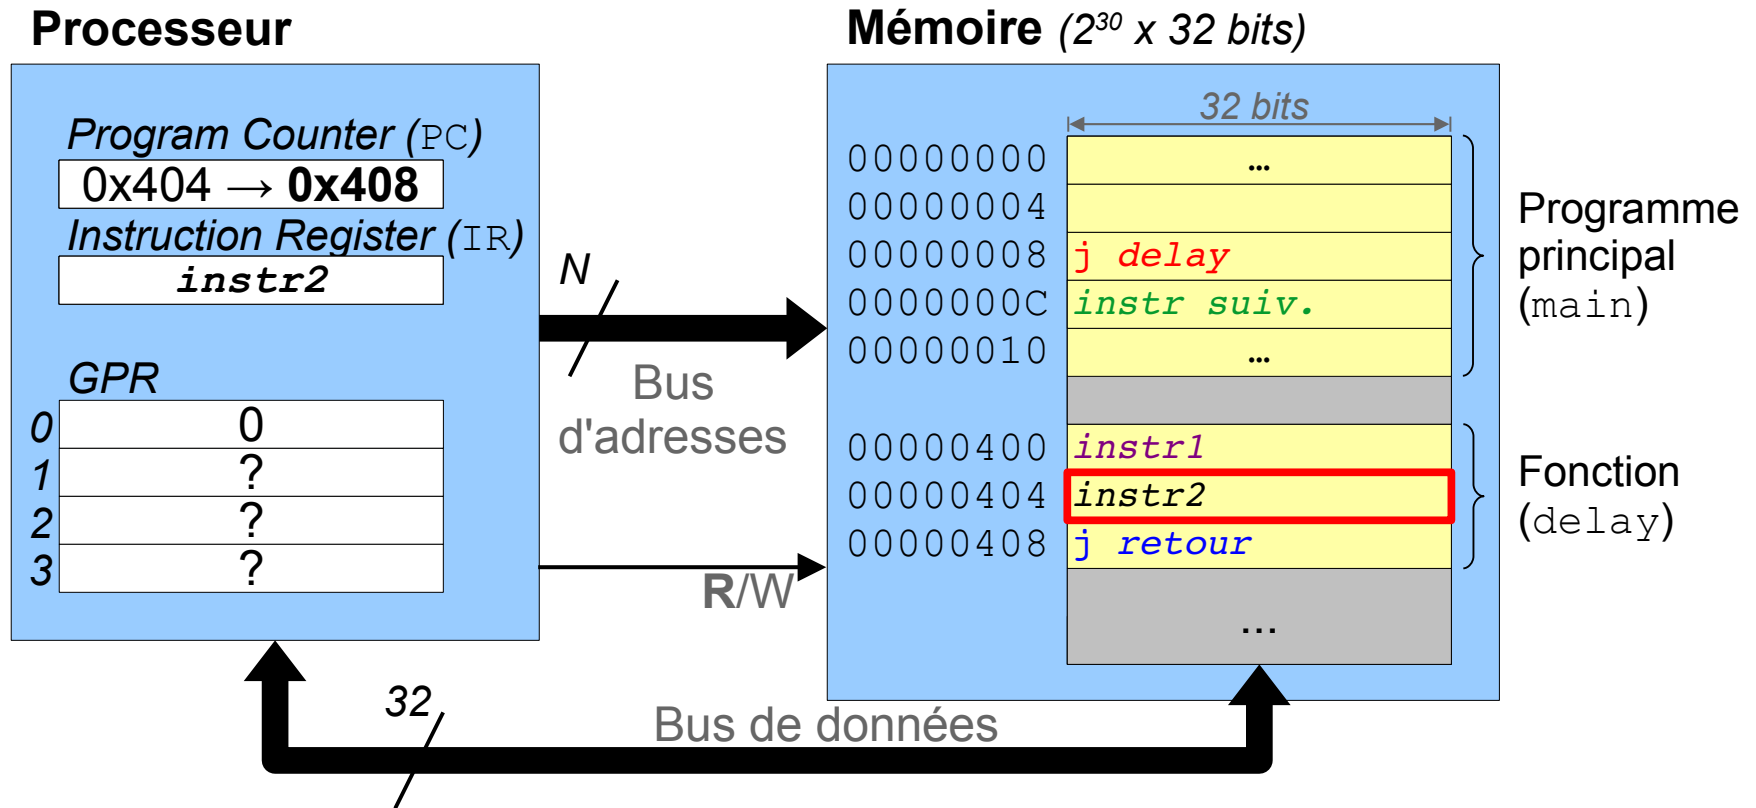 Processeur
Mémoire (2³⁰ x 32 bits)
Program Counter (PC)
0x404 → 0x408
Instruction Register (IR)
instr2
GPR
0 0
1 ?
2 ?
3 ?
N
Bus
d'adresses
R/W
32
Bus de données
32 bits
00000000 ...
00000004
00000008 j delay
0000000C instr suiv.
00000010 ...
00000400 instr1
00000404 instr2
00000408 j retour
...
Programme
principal
(main)
Fonction
(delay)